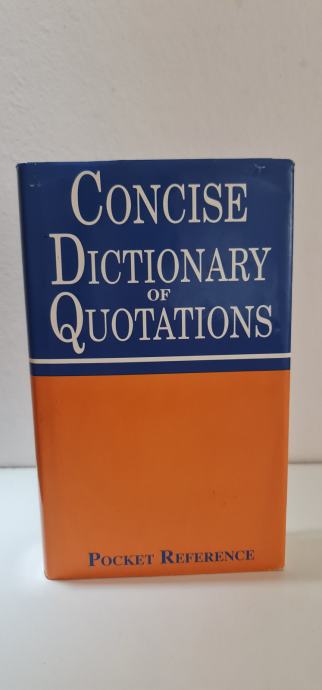 CONCISE
DICTIONARY
OF
QUOTATIONS
POCKET REFERENCE